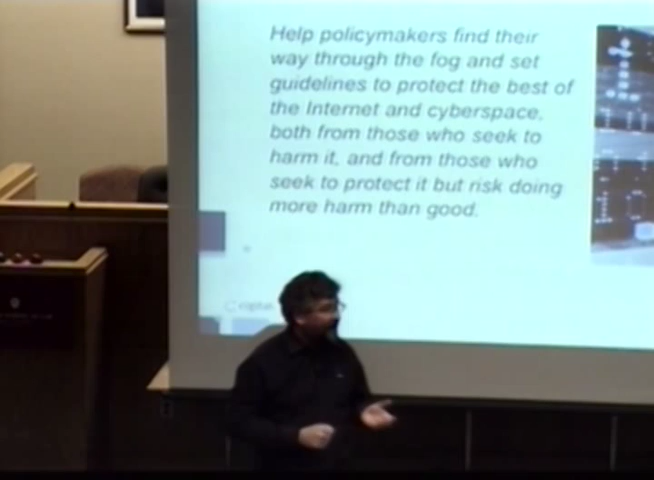 Help policymakers find their
way through the fog and set
guidelines to protect the best of
the Internet and cyberspace,
both from those who seek to
harm it, and from those who
seek to protect it but risk doing
more harm than good.